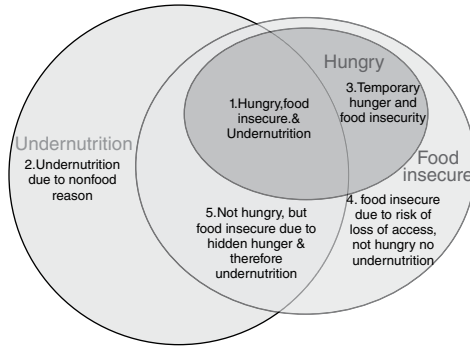 Hungry
1.Hungry,food
insecure.&
Undernutrition
3.Temporary
hunger and
food insecurity
Undernutrition
2.Undernutrition
due to nonfood
reason
Food
insecure
4. food insecure
due to risk of
loss of access,
not hungry no
undernutrition
5.Not hungry, but
food insecure due to
hidden hunger &
therefore
undernutrition